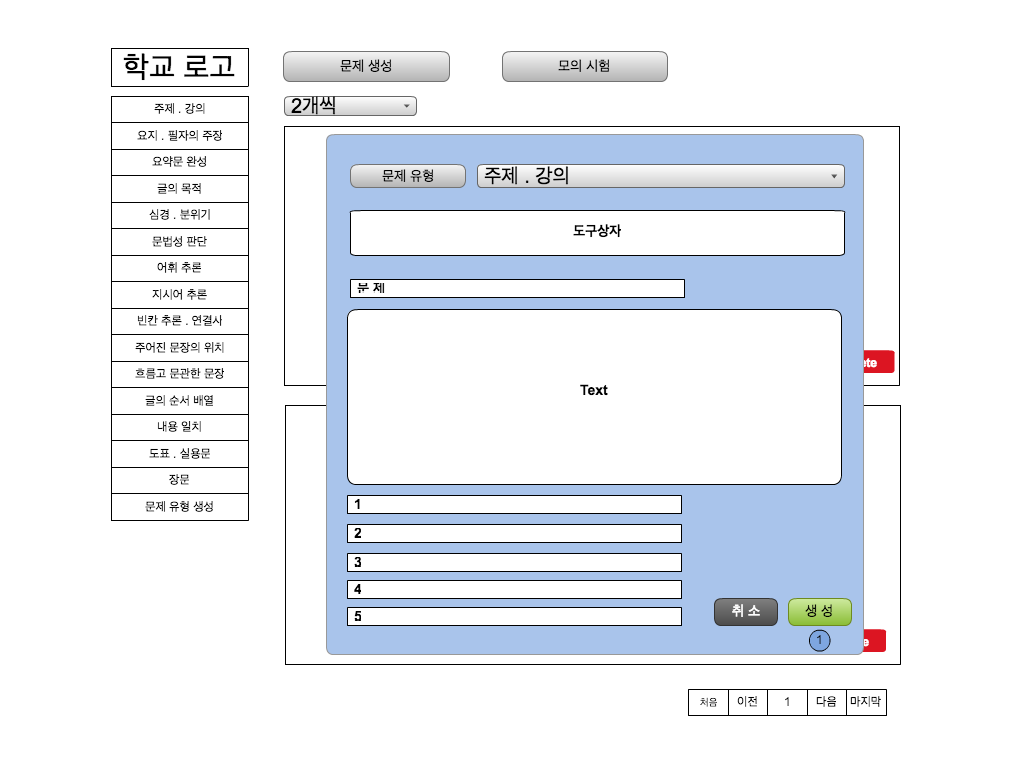 학교 로고
문제 생성
모의 시험
2개씩
주제 . 강의
요지 . 필자의 주장
요약문 완성
글의 목적
심경 . 분위기
문법성 판단
어휘 추론
지시어 추론
빈칸 추론 . 연결사
주어진 문장의 위치
흐름고 문관한 문장
글의 순서 배열
내용 일치
도표 . 실용문
장문
문제 유형 생성
문제 유형
주제 . 강의
도구상자
문 제
Text
1
2
3
4
5
취 소
생 성
1
처음 이전 1 다음 마지막